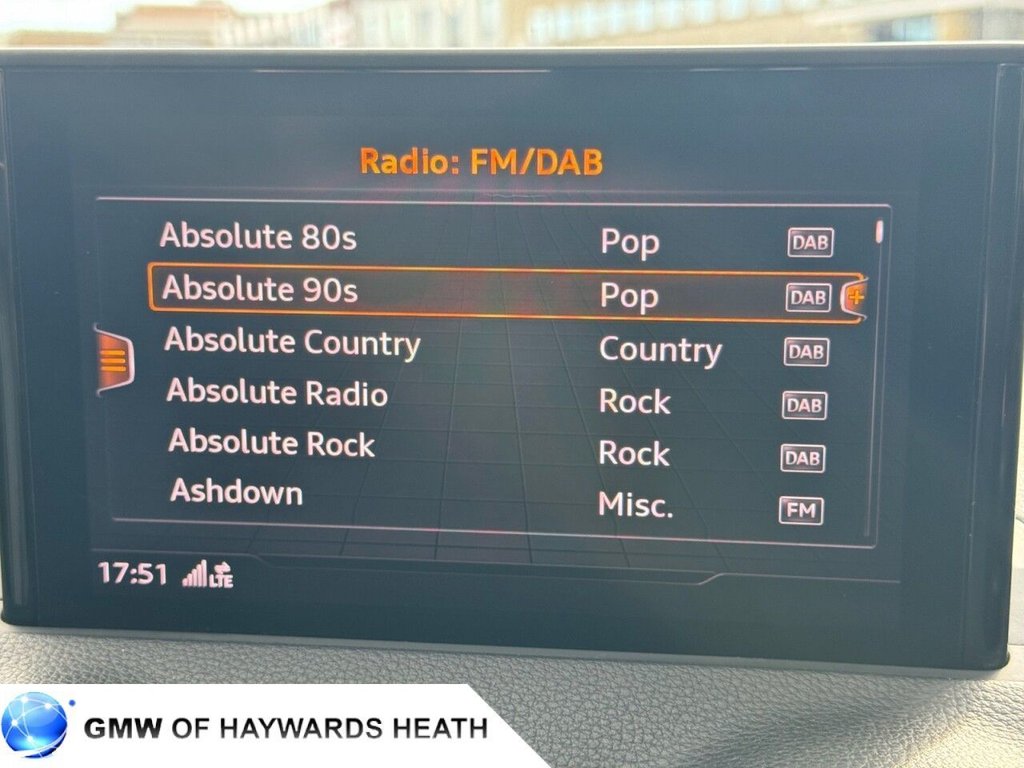 Radio: FM/DAB
Absolute 80s Pop DAB
Absolute 90s Pop DAB +
Absolute Country Country DAB
Absolute Radio Rock DAB
Absolute Rock Rock DAB
Ashdown Misc. FM
17:51 LTE
GMW OF HAYWARDS HEATH